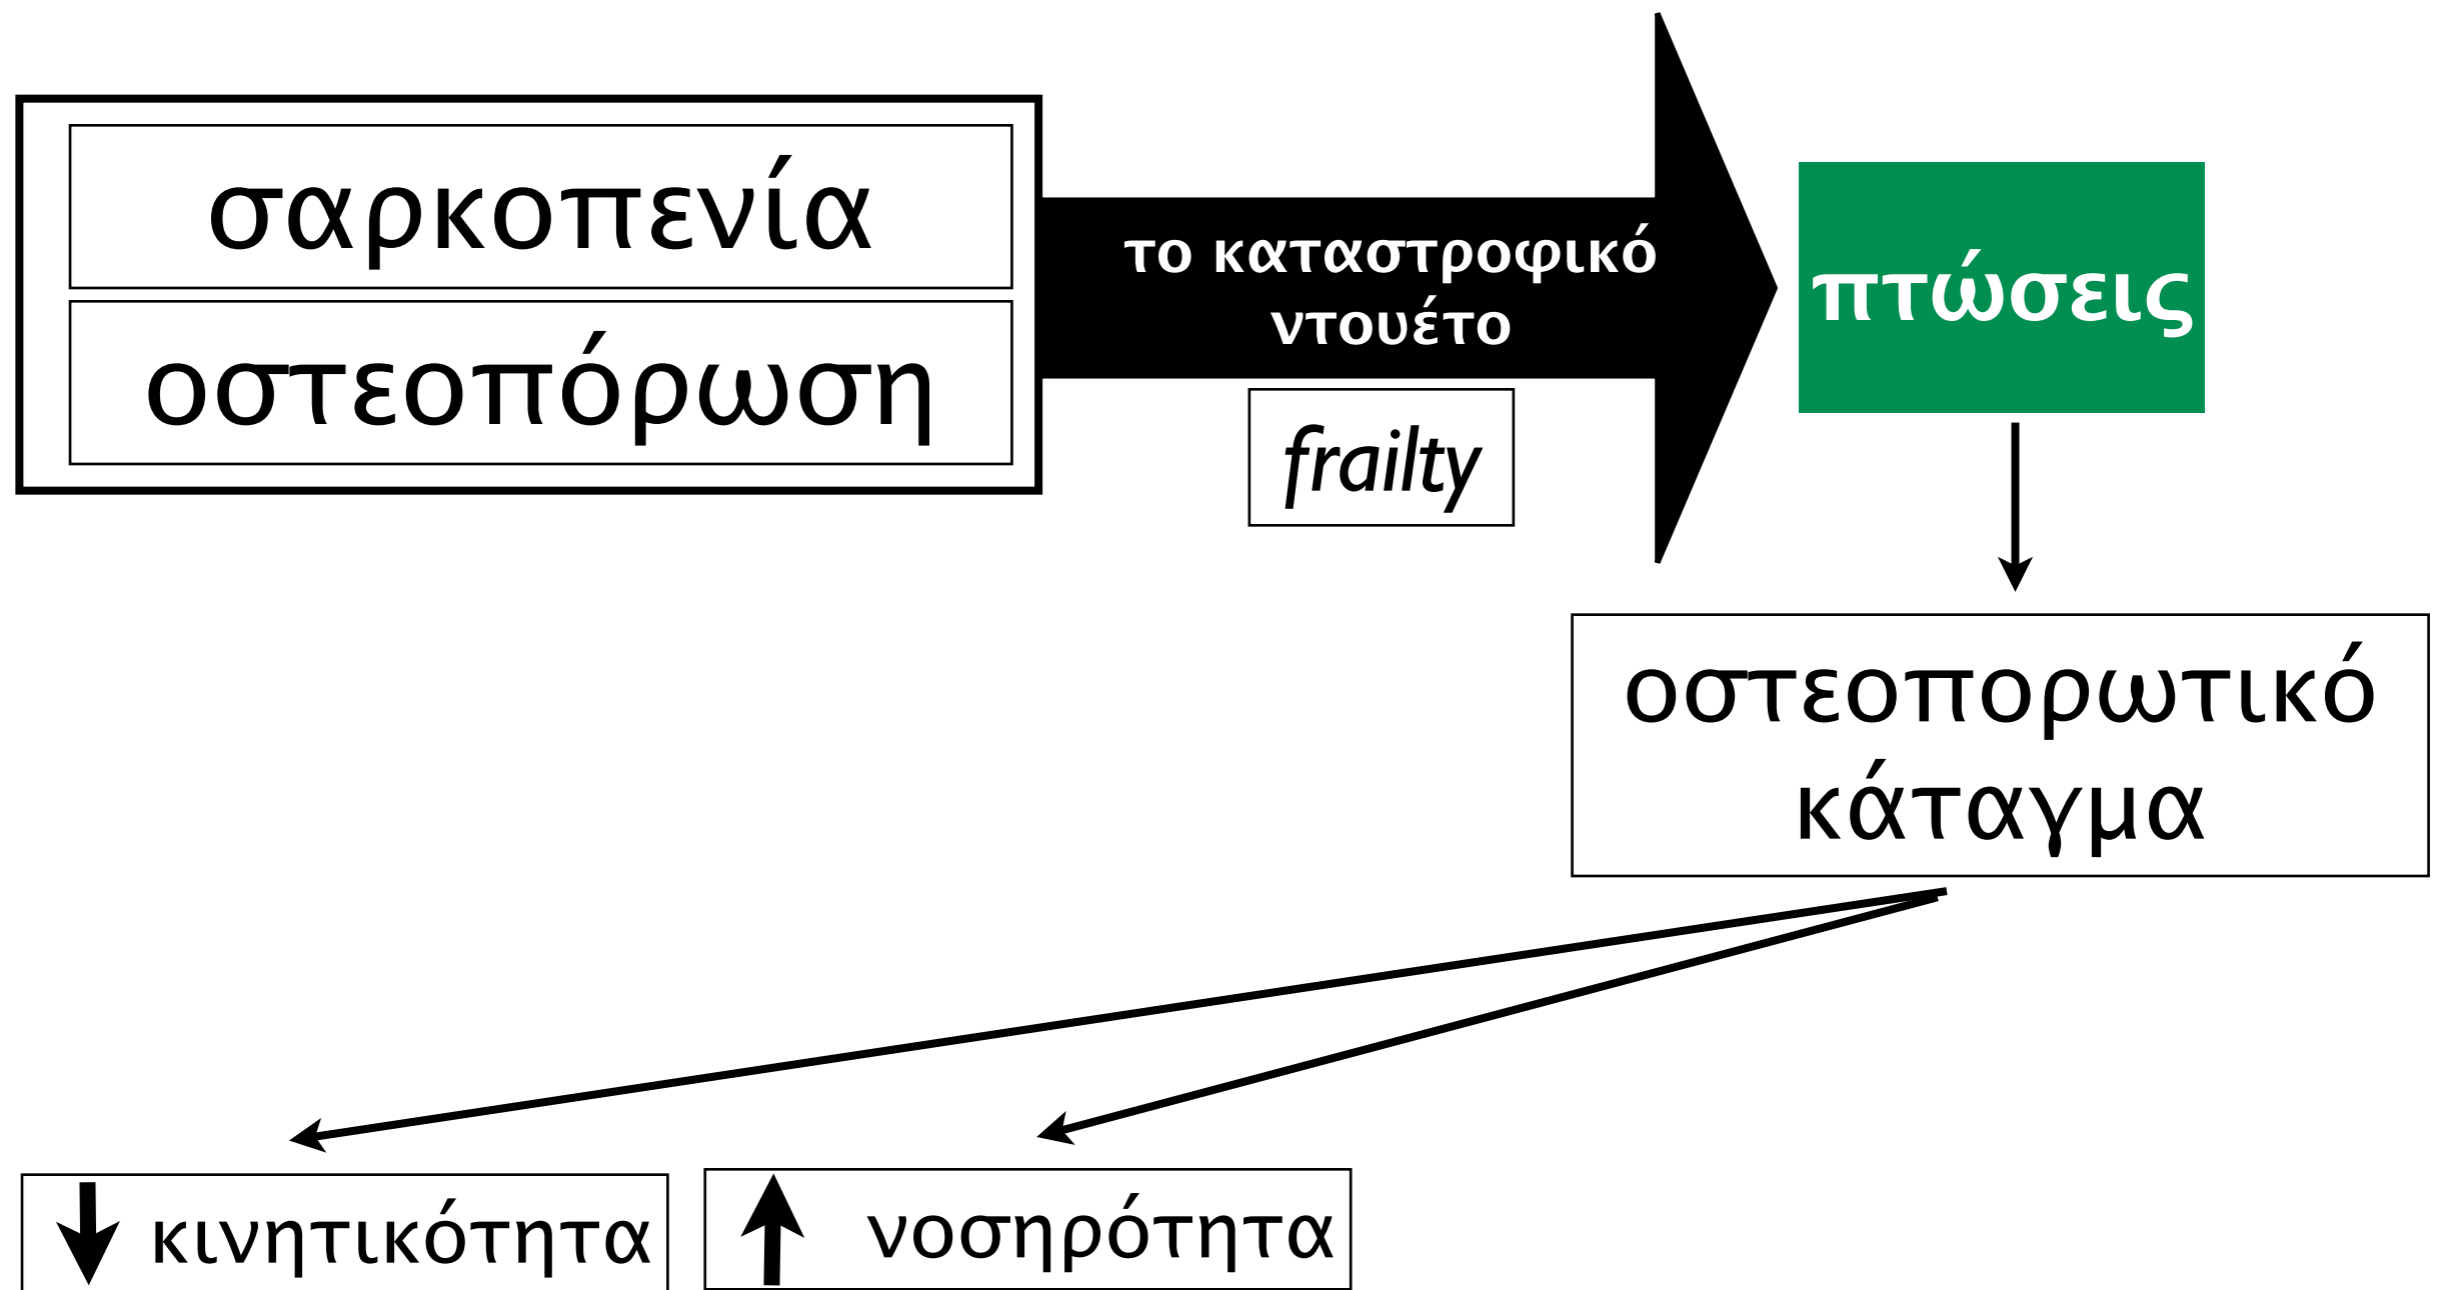 σαρκοπενία
οστεοπόρωση
το καταστροφικό
ντουέτο
frailty
πτώσεις
οστεοπορωτικό
κάταγμα
κινητικότητα
νοσηρότητα